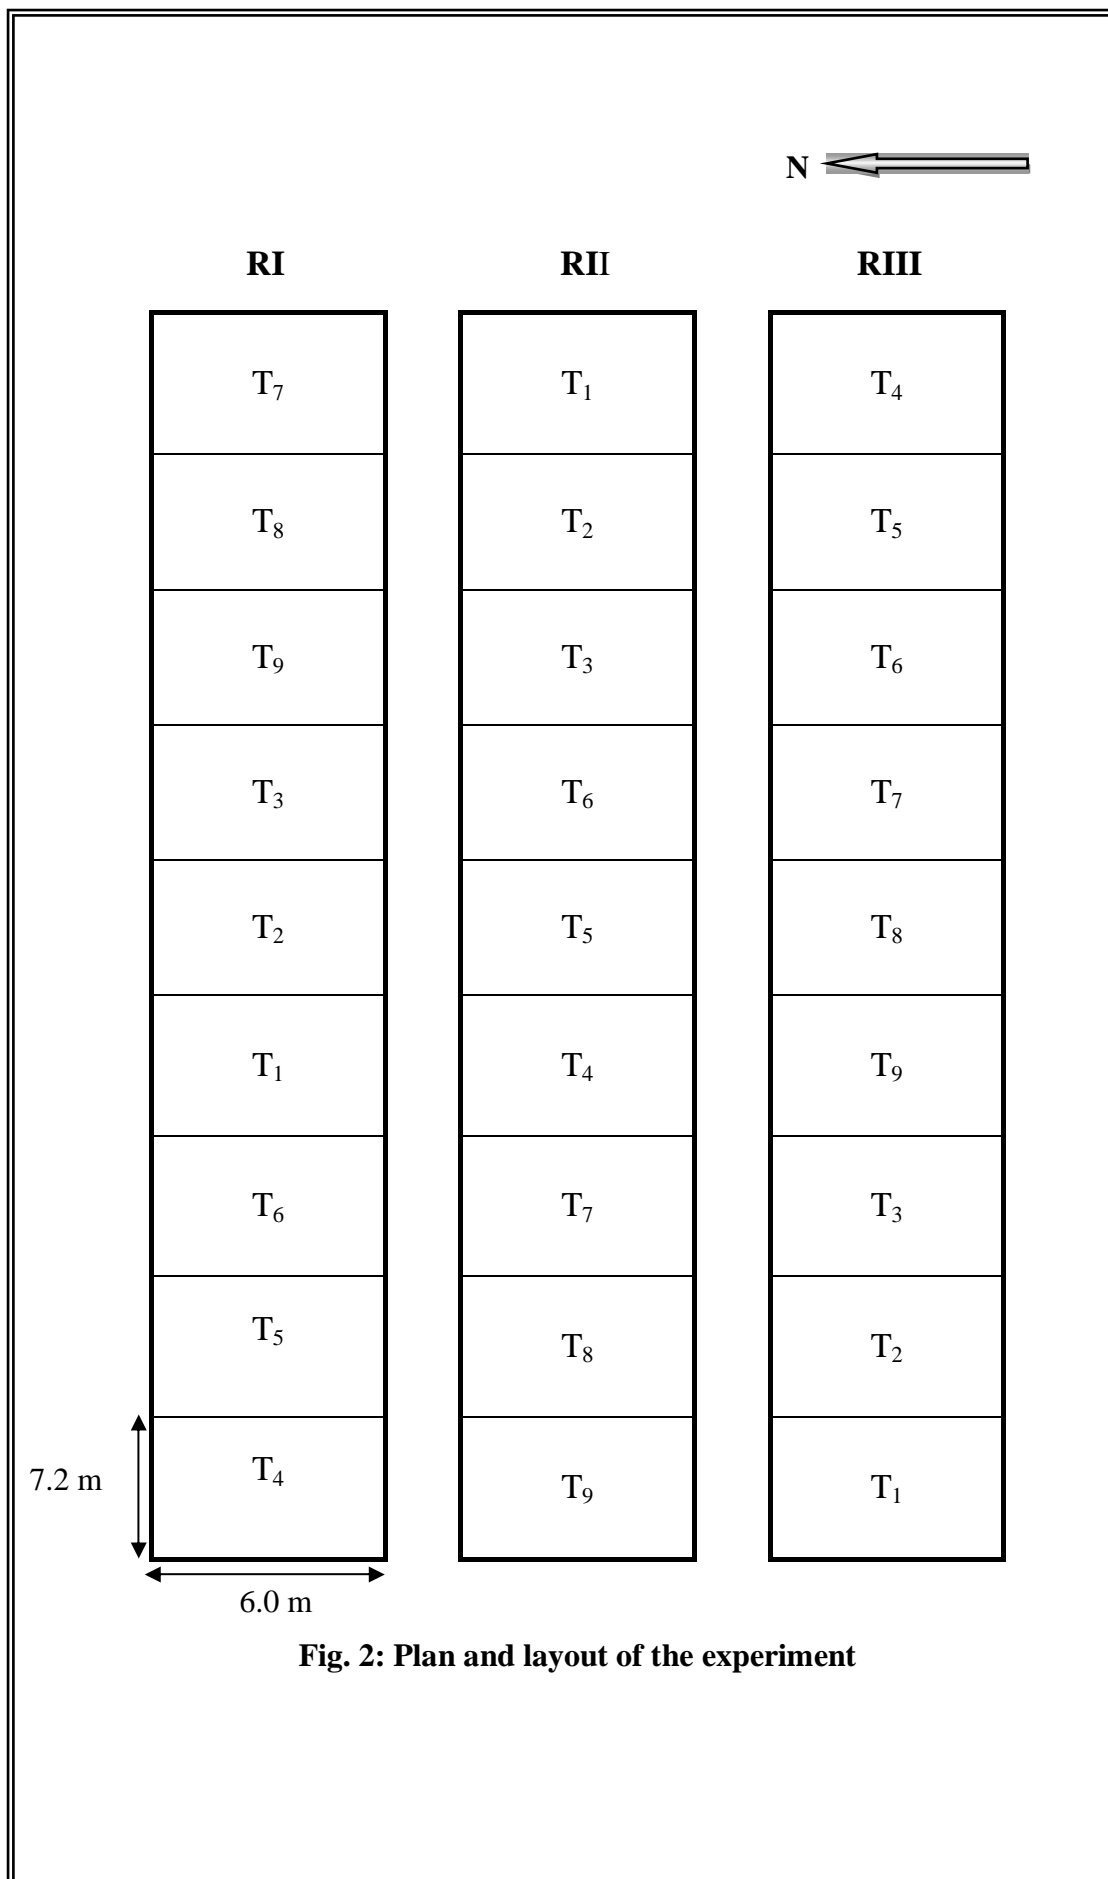 N
RI RII RIII
T₇ T₁ T₄
T₈ T₂ T₅
T₉ T₃ T₆
T₃ T₆ T₇
T₂ T₅ T₈
T₁ T₄ T₉
T₆ T₇ T₃
T₅ T₈ T₂
7.2 m T₄ T₉ T₁
6.0 m
Fig. 2: Plan and layout of the experiment